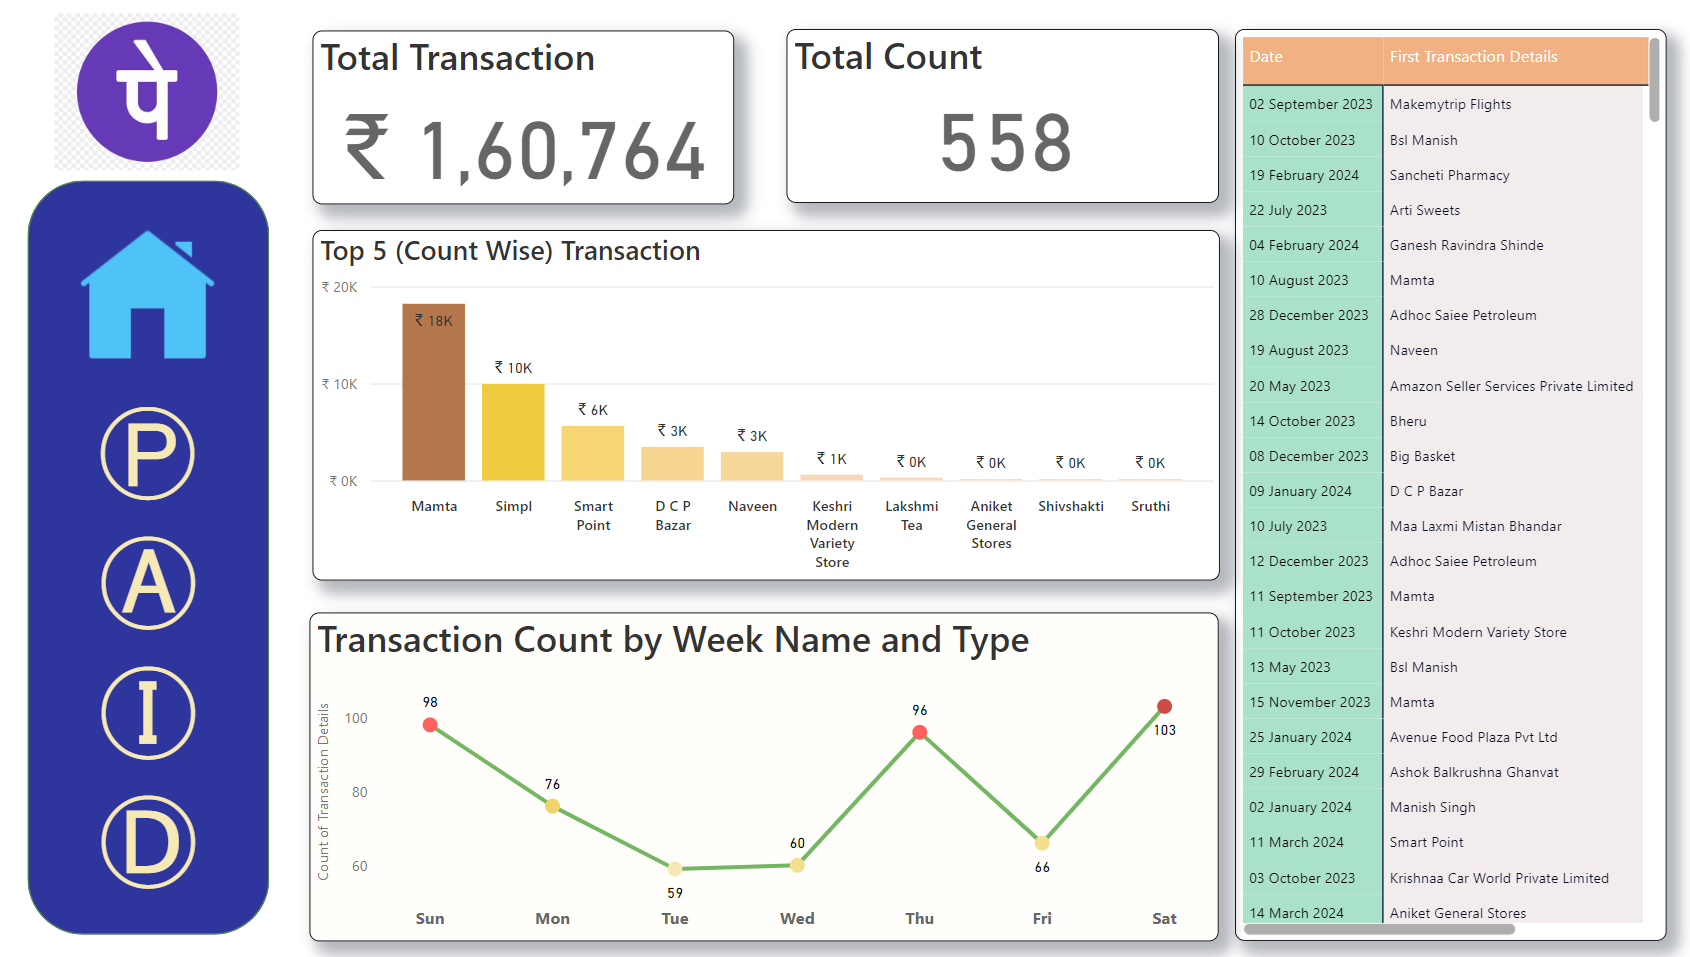 पे
P
A
I
D
Total Transaction
₹ 1,60,764
Total Count
558
Top 5 (Count Wise) Transaction
₹ 20K
₹ 10K
₹ 0K
₹ 18K
₹ 10K
₹ 6K
₹ 3K
₹ 3K
₹ 1K
₹ 0K
₹ 0K
₹ 0K
₹ 0K
Mamta
Simpl
Smart
Point
D C P
Bazar
Naveen
Keshri
Modern
Variety
Store
Lakshmi
Tea
Aniket
General
Stores
Shivshakti
Sruthi
Transaction Count by Week Name and Type
Count of Transaction Details
100
80
60
98
76
59
60
96
66
103
Sun
Mon
Tue
Wed
Thu
Fri
Sat
Date First Transaction Details
02 September 2023 Makemytrip Flights
10 October 2023 Bsl Manish
19 February 2024 Sancheti Pharmacy
22 July 2023 Arti Sweets
04 February 2024 Ganesh Ravindra Shinde
10 August 2023 Mamta
28 December 2023 Adhoc Saiee Petroleum
19 August 2023 Naveen
20 May 2023 Amazon Seller Services Private Limited
14 October 2023 Bheru
08 December 2023 Big Basket
09 January 2024 D C P Bazar
10 July 2023 Maa Laxmi Mistan Bhandar
12 December 2023 Adhoc Saiee Petroleum
11 September 2023 Mamta
11 October 2023 Keshri Modern Variety Store
13 May 2023 Bsl Manish
15 November 2023 Mamta
25 January 2024 Avenue Food Plaza Pvt Ltd
29 February 2024 Ashok Balkrushna Ghanvat
02 January 2024 Manish Singh
11 March 2024 Smart Point
03 October 2023 Krishnaa Car World Private Limited
14 March 2024 Aniket General Stores